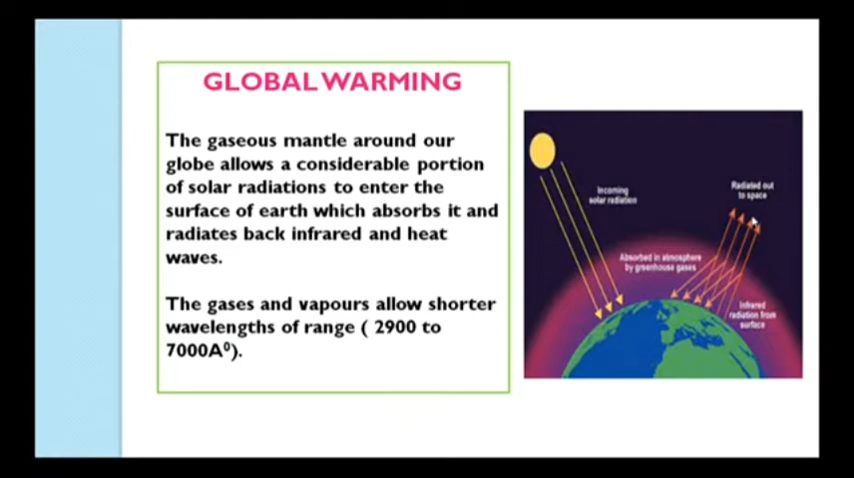 GLOBAL WARMING
The gaseous mantle around our
globe allows a considerable portion
of solar radiations to enter the
surface of earth which absorbs it and
radiates back infrared and heat
waves.
The gases and vapours allow shorter
wavelengths of range ( 2900 to
7000A⁰).
Incoming
solar radiation
Radiated out
to space
Absorbed in atmosphere
by greenhouse gases
Infrared
radiation from
surface